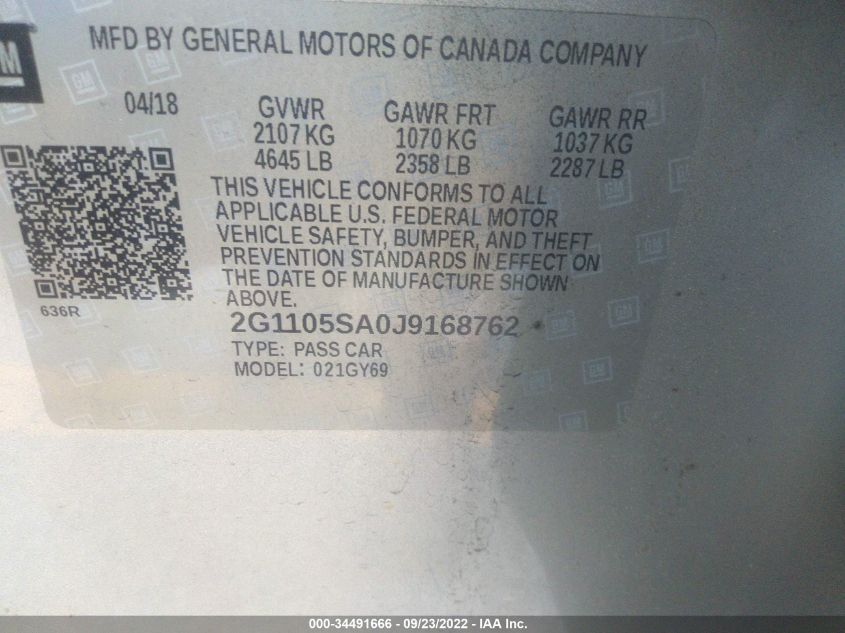 GM
MFD BY GENERAL MOTORS OF CANADA COMPANY
04/18 GVWR GAWR FRT GAWR RR
2107 KG 1070 KG 1037 KG
4645 LB 2358 LB 2287 LB
THIS VEHICLE CONFORMS TO ALL
APPLICABLE U.S. FEDERAL MOTOR
VEHICLE SAFETY, BUMPER, AND THEFT
PREVENTION STANDARDS IN EFFECT ON
THE DATE OF MANUFACTURE SHOWN
ABOVE.
636R
2G1105SA0J9168762
TYPE: PASS CAR
MODEL: 021GY69
000-34491666 - 09/23/2022 - IAA Inc.